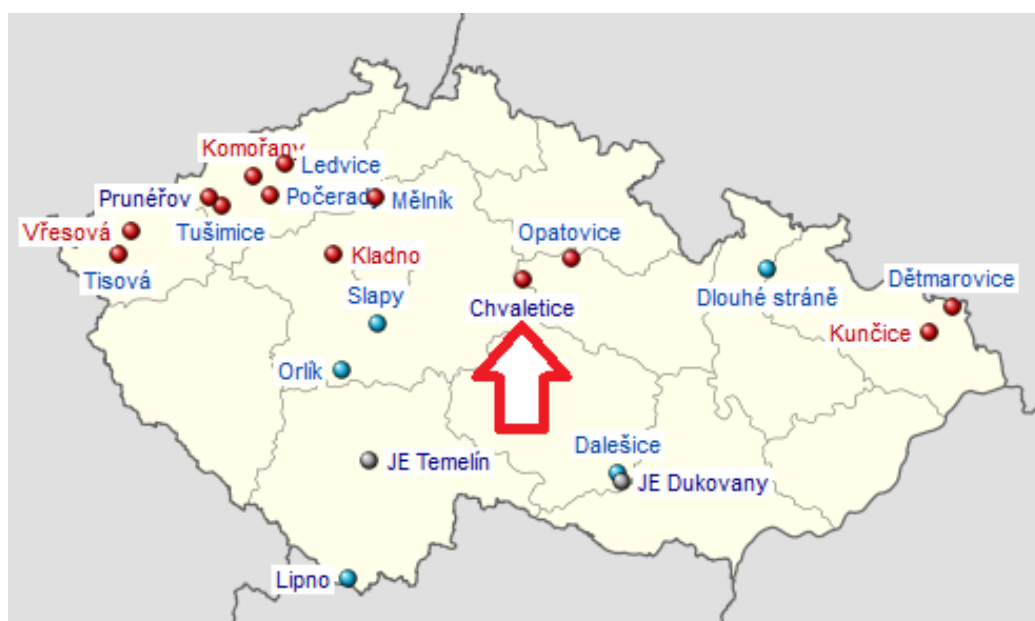 Komořany
Ledvice
Prunéřov
Počerady
Mělník
Vřesová
Tušimice
Opatovice
Tisová
Kladno
Dlouhé stráně
Dětmarovice
Slapy
Chvaletice
Kunčice
Orlík
Dalešice
JE Temelín
JE Dukovany
Lipno